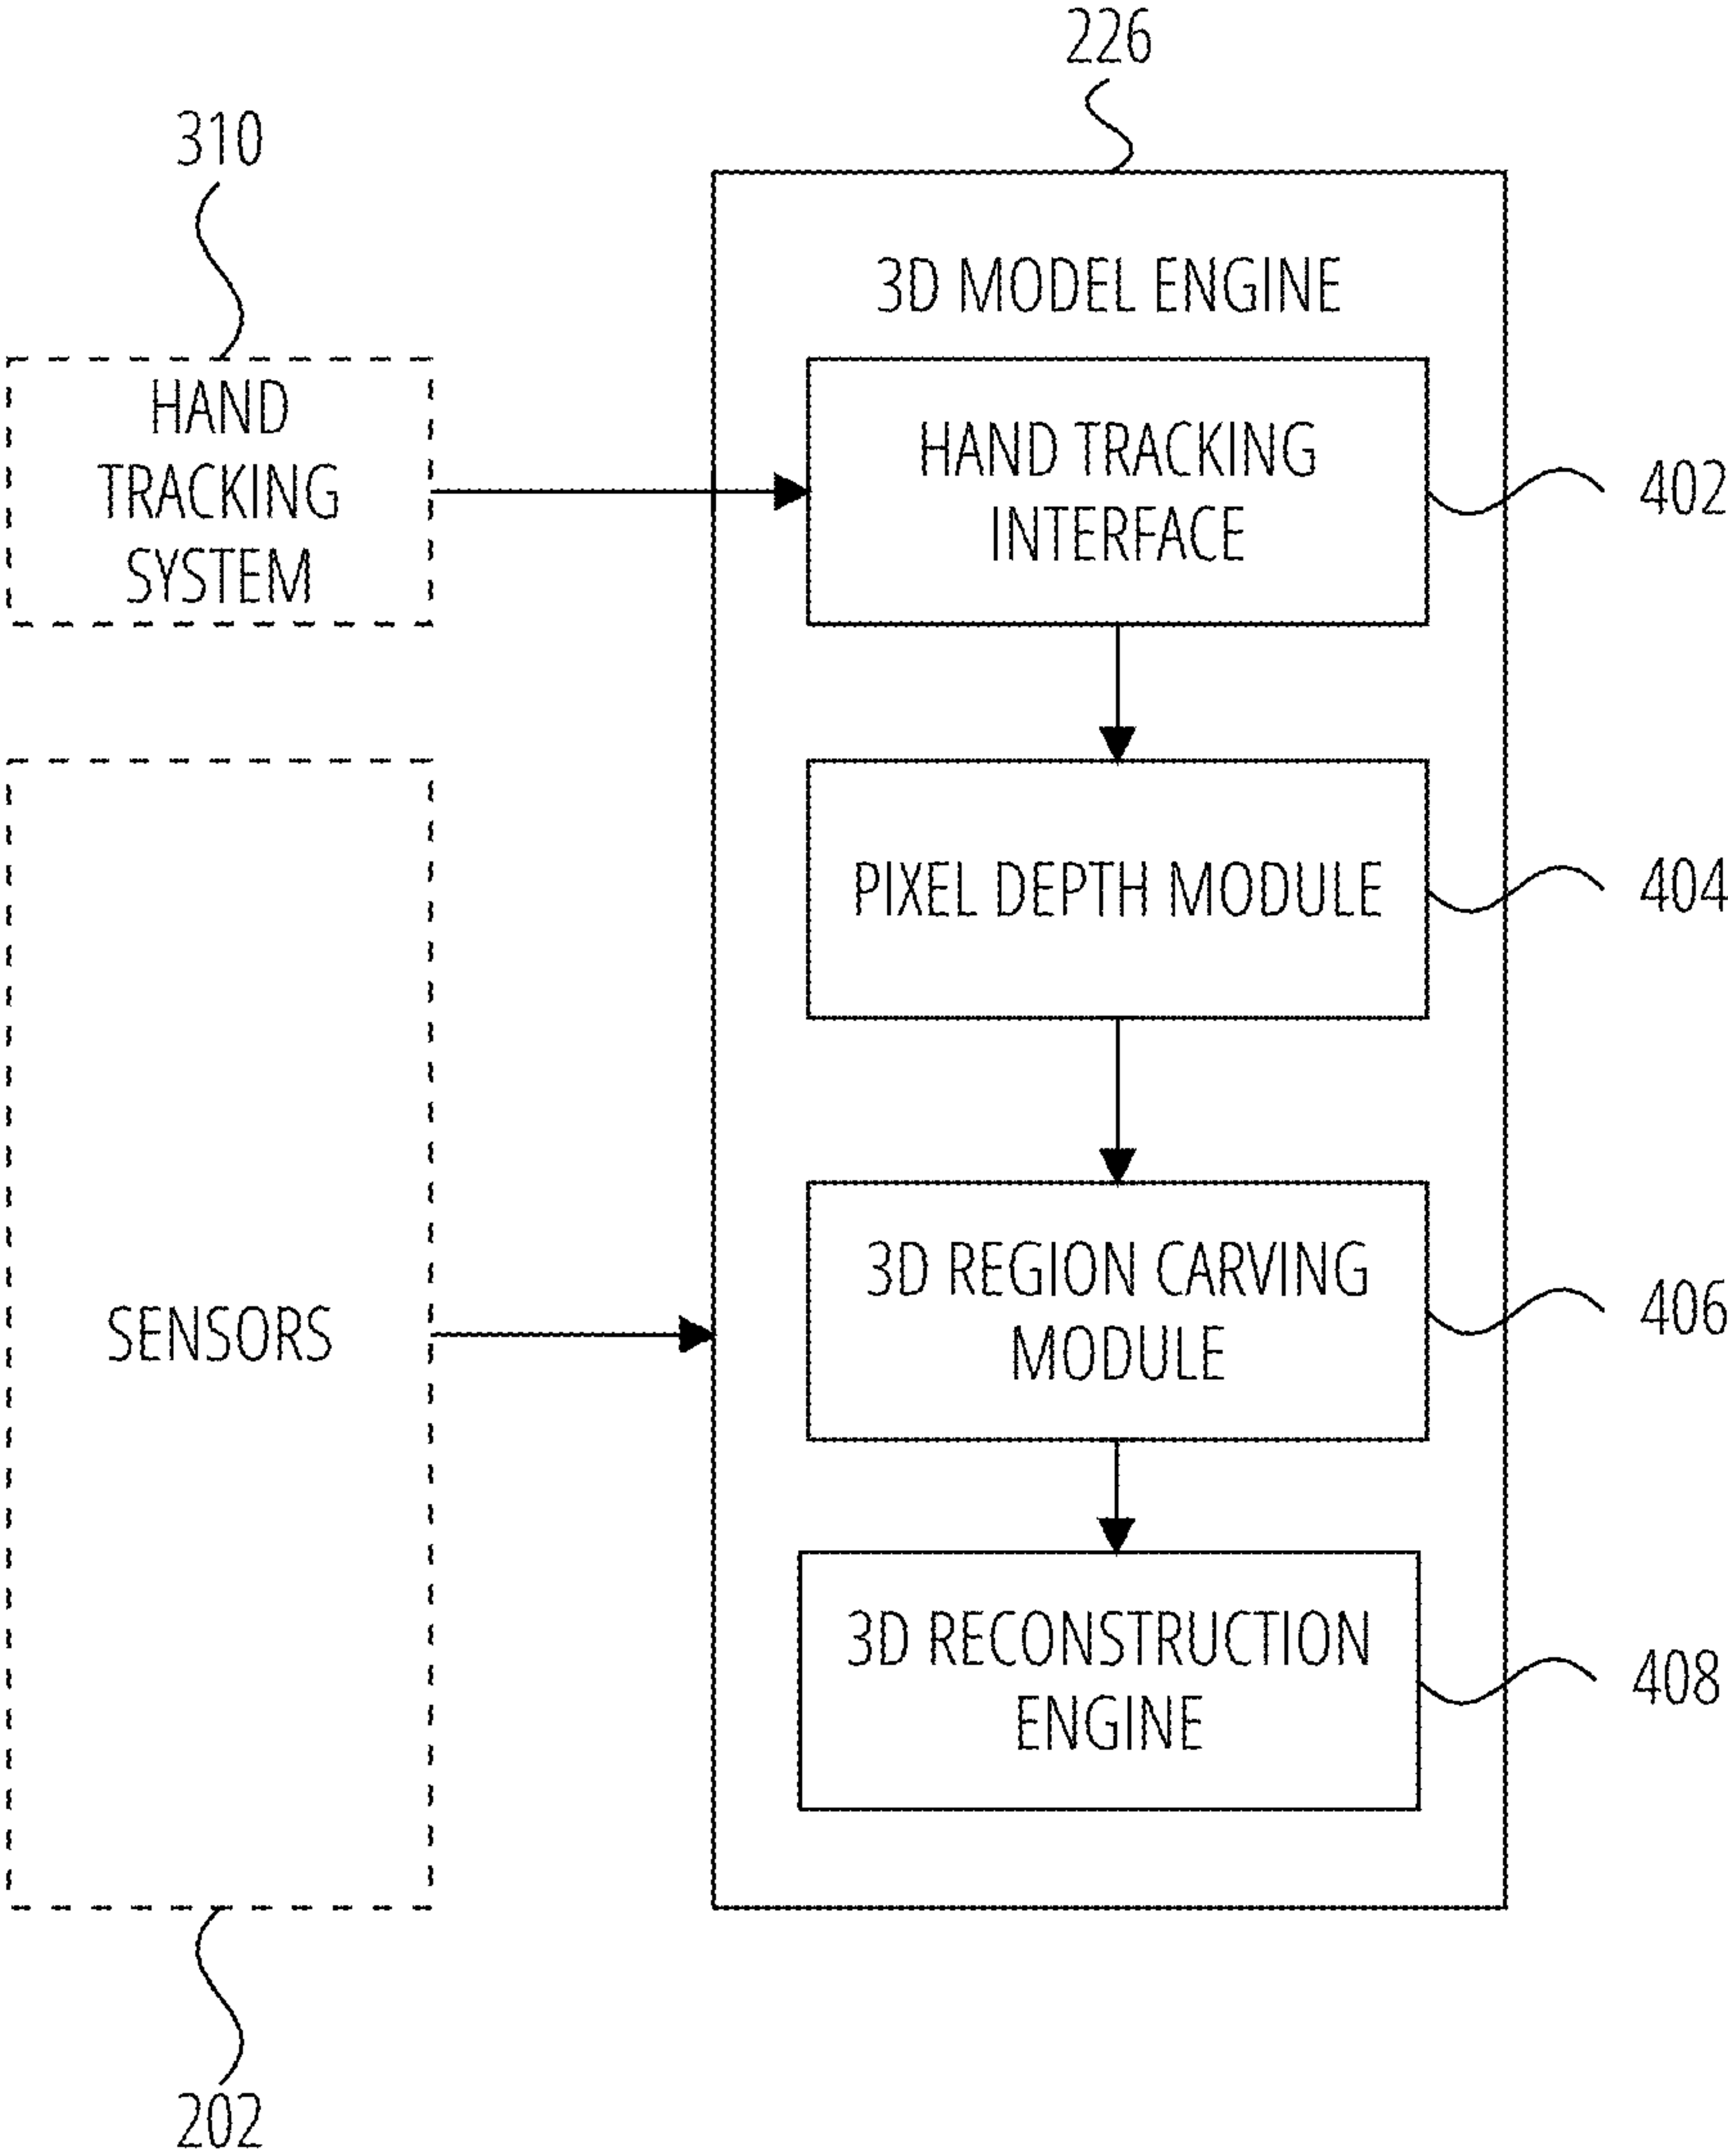 226
310
3D MODEL ENGINE
HAND
TRACKING
SYSTEM
HAND TRACKING
INTERFACE
402
PIXEL DEPTH MODULE
404
SENSORS
3D REGION CARVING
MODULE
406
3D RECONSTRUCTION
ENGINE
408
202